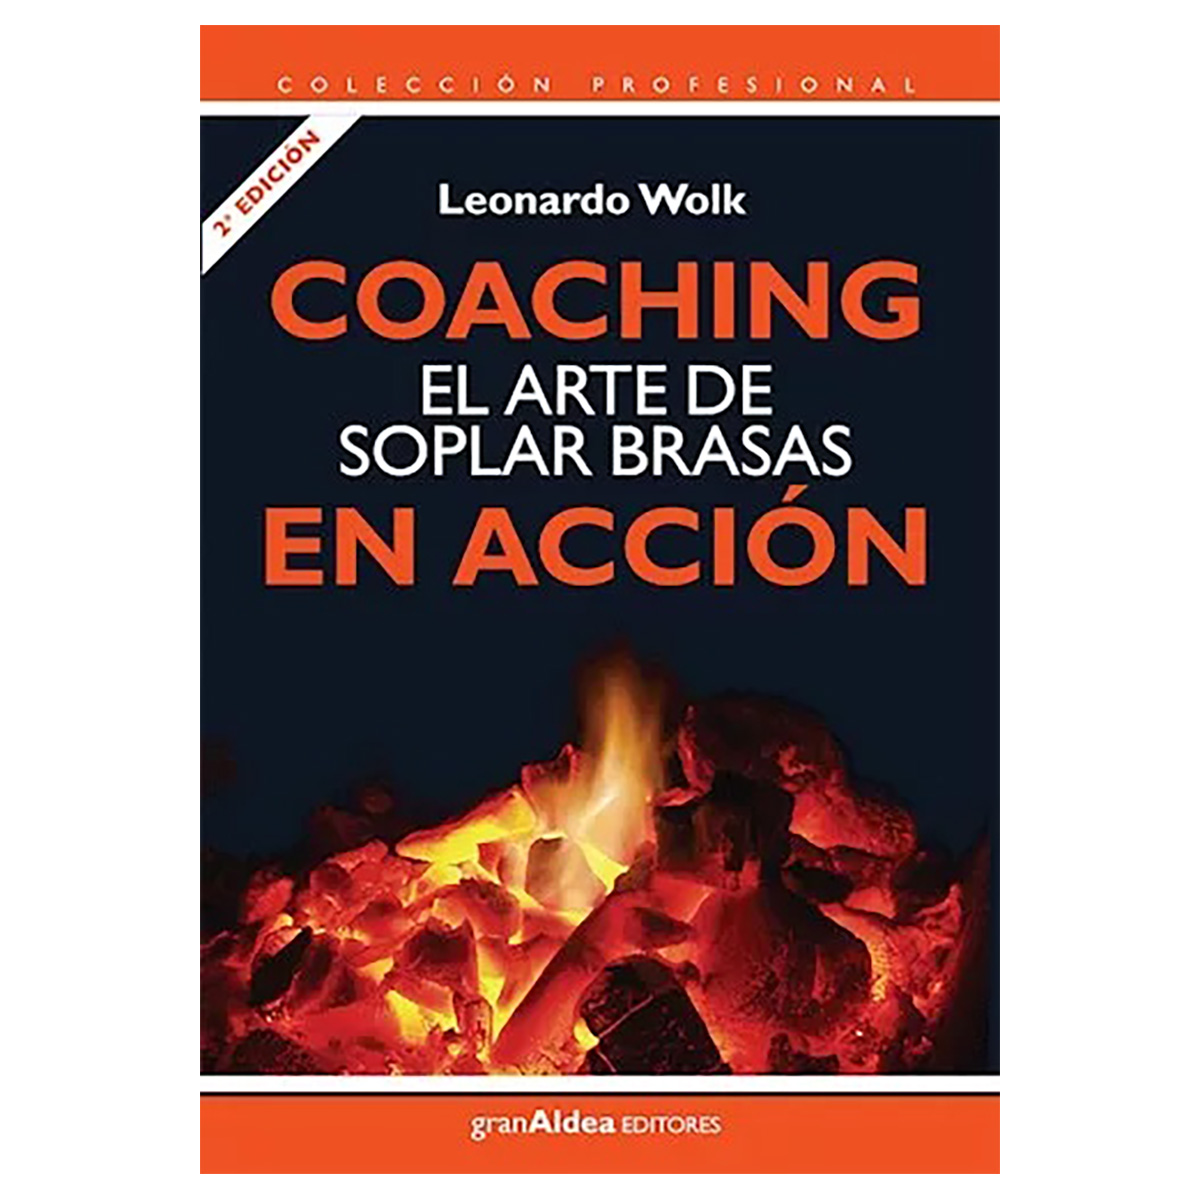 COLECCIÓN PROFESIONAL
2ª EDICIÓN
Leonardo Wolk
COACHING
EL ARTE DE
SOPLAR BRASAS
EN ACCIÓN
granAldea EDITORES